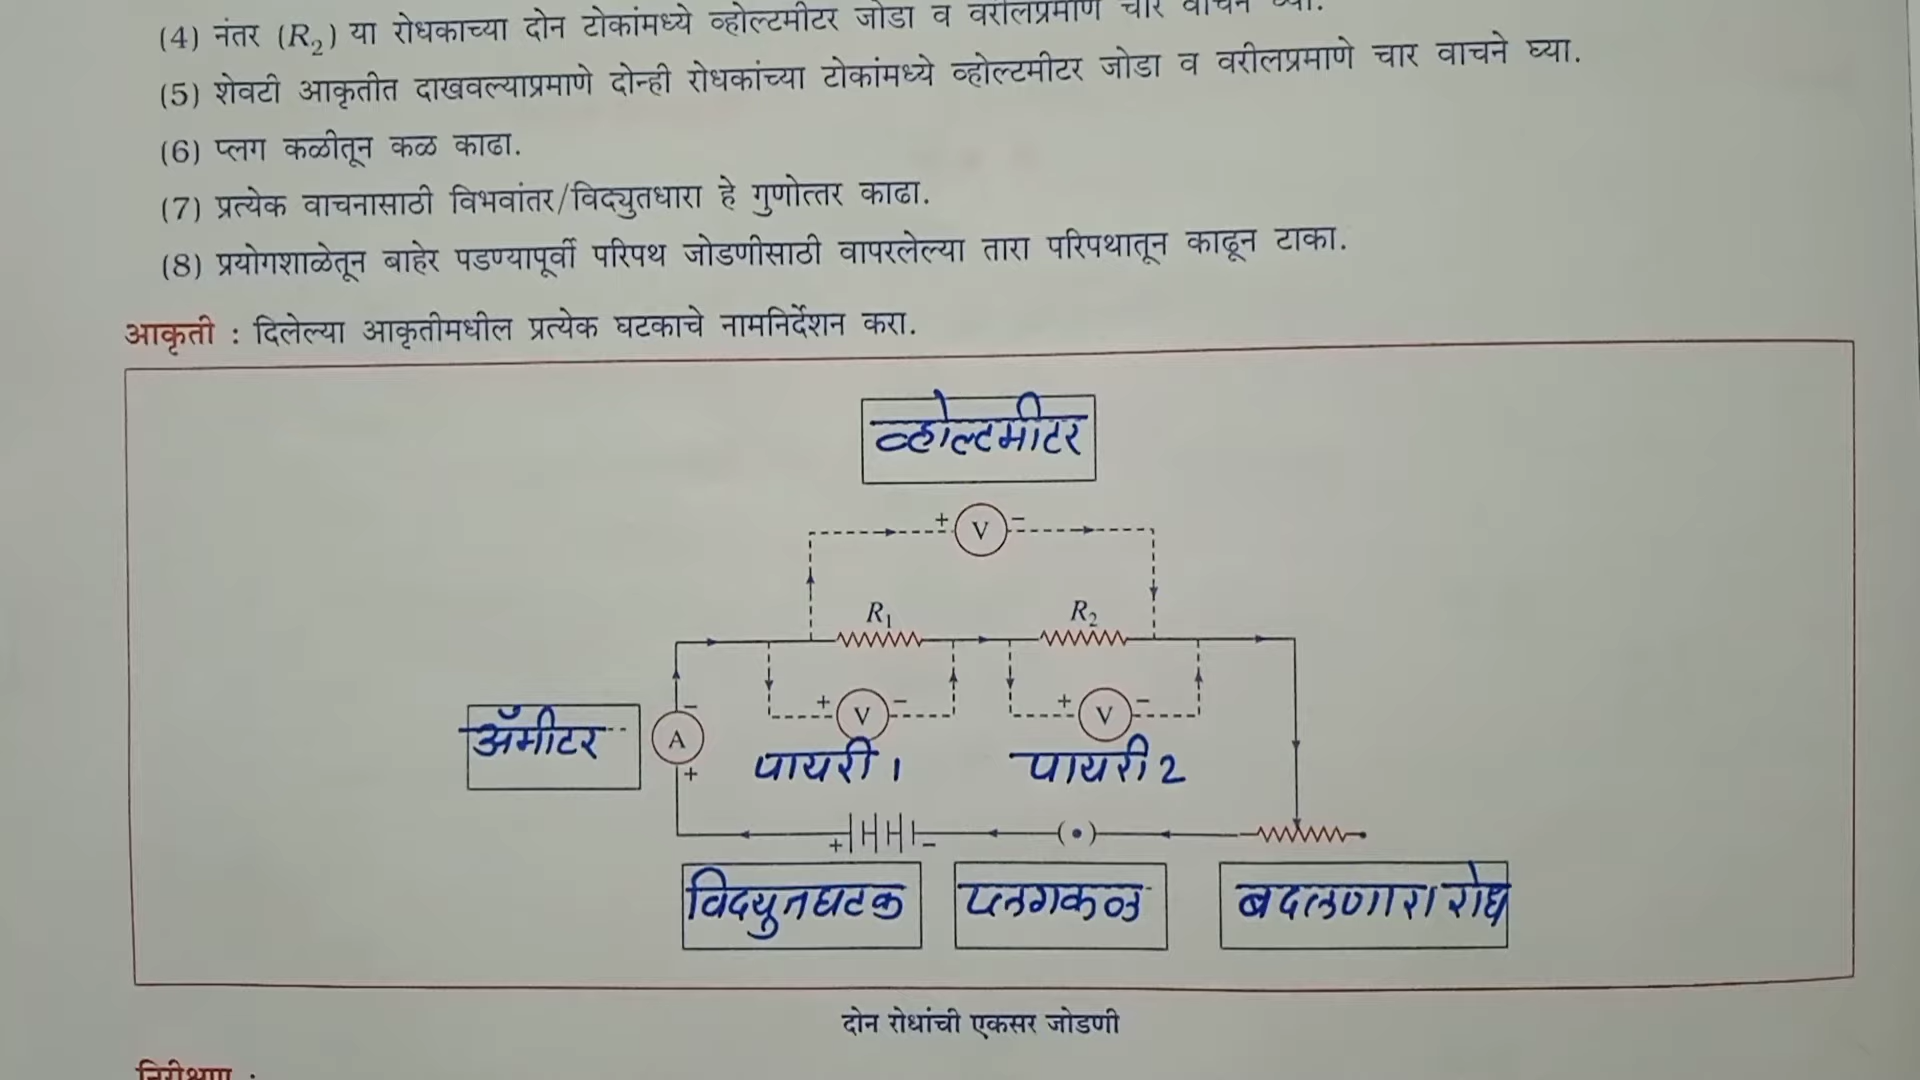 (4) नंतर (R₂) या रोधकाच्या दोन टोकांमध्ये व्होल्टमीटर जोडा व वरीलप्रमाणे चार वाचने घ्या.
(5) शेवटी आकृतीत दाखवल्याप्रमाणे दोन्ही रोधकांच्या टोकांमध्ये व्होल्टमीटर जोडा व वरीलप्रमाणे चार वाचने घ्या.
(6) प्लग कळीतून कळ काढा.
(7) प्रत्येक वाचनासाठी विभवांतर/विद्युतधारा हे गुणोत्तर काढा.
(8) प्रयोगशाळेतून बाहेर पडण्यापूर्वी परिपथ जोडणीसाठी वापरलेल्या तारा परिपथातून काढून टाका.
आकृती : दिलेल्या आकृतीमधील प्रत्येक घटकाचे नामनिर्देशन करा.
व्होल्टमीटर
+ V −
R₁ R₂
+ V − + V −
ॲमीटर − A +
पायरी 1 पायरी 2
+ − (•)
विद्युतघटक प्लगकळ बदलणारा रोध
दोन रोधांची एकसर जोडणी
निरीक्षण :